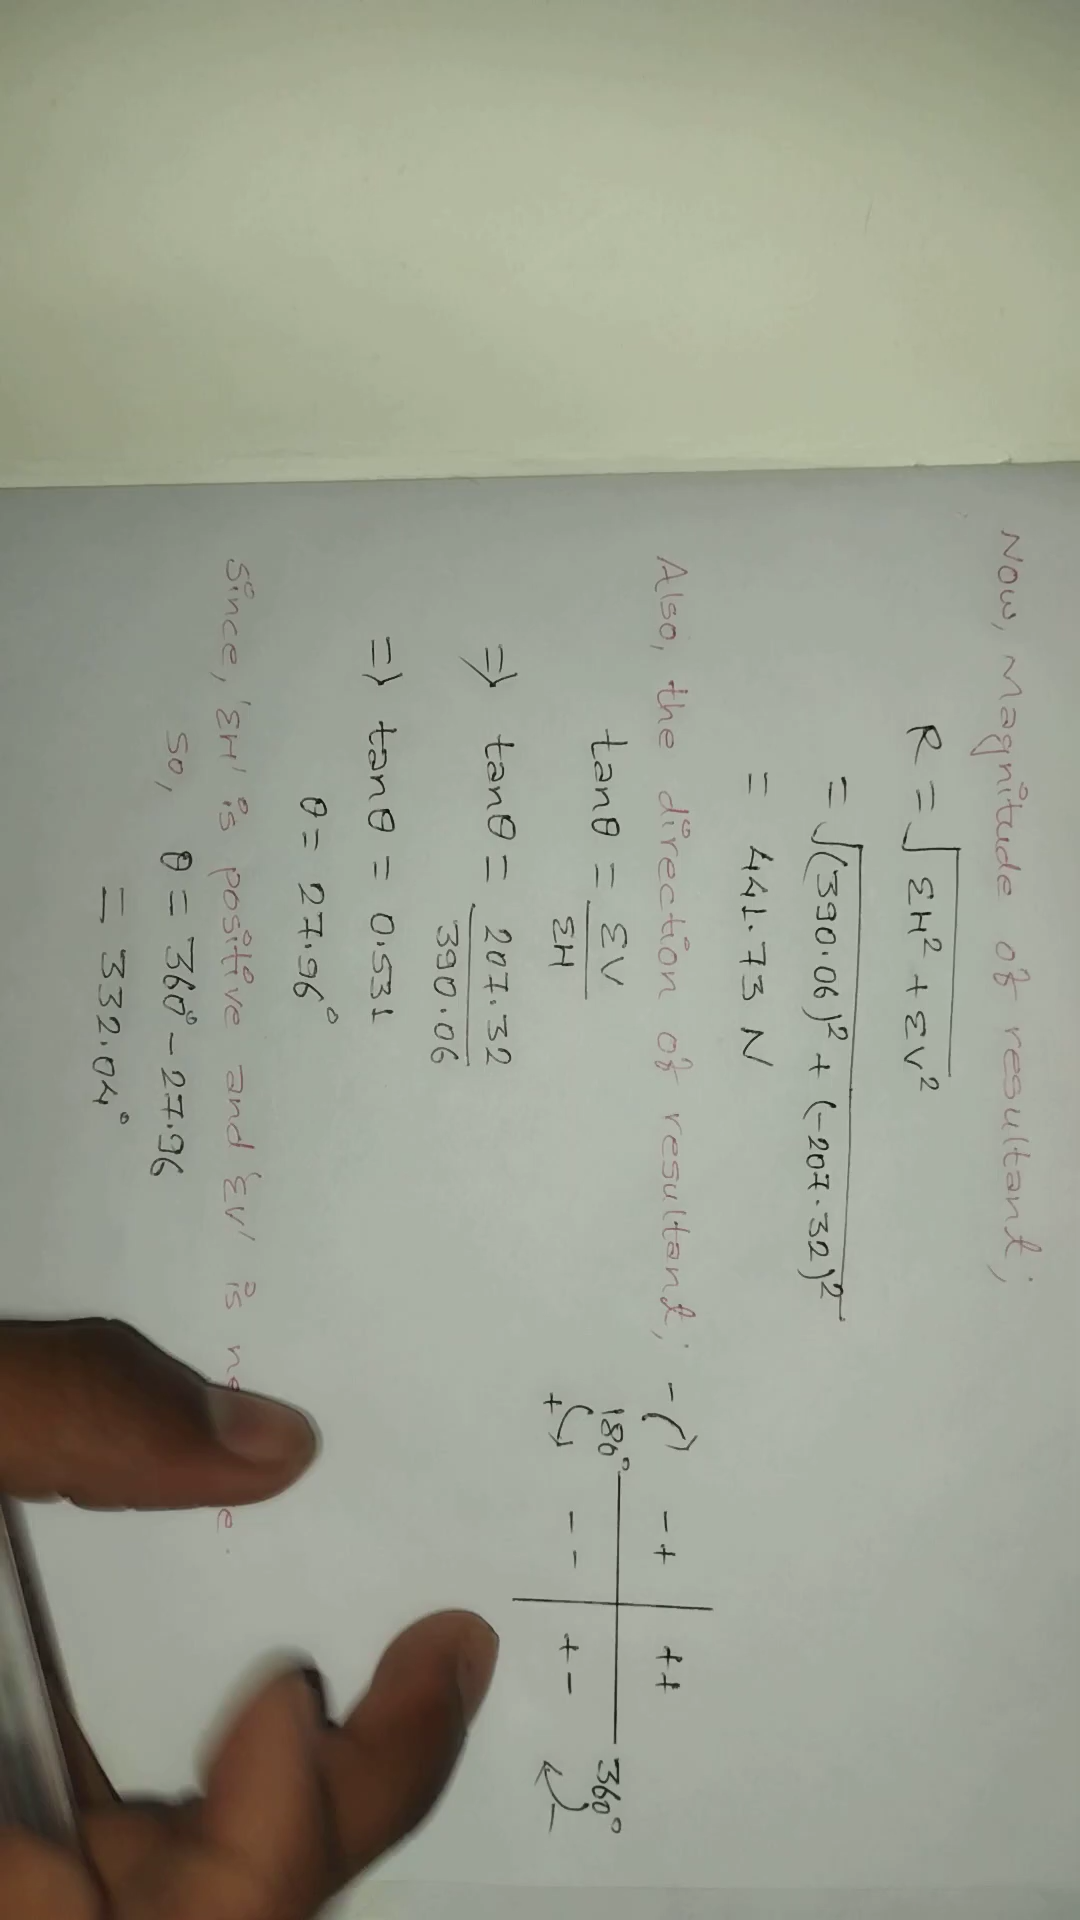 Now, Magnitude of resultant;
R = √ΣH² + ΣV²
= √(390.06)² + (-207.32)²
= 441.73 N
Also, the direction of resultant;
tanθ = ΣV/ΣH
⇒ tanθ = 207.32/390.06
⇒ tanθ = 0.531
θ = 27.96°
Since, 'ΣH' is positive and 'ΣV' is
so, θ = 360° - 27.96
= 332.04°
-
- + ++
180° 360°
+ -- +- -